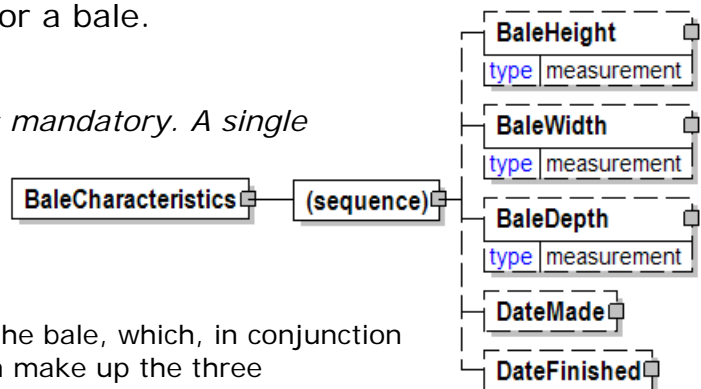 or a bale.
mandatory. A single
BaleCharacteristics
(sequence)
BaleHeight
type measurement
BaleWidth
type measurement
BaleDepth
type measurement
DateMade
DateFinished
he bale, which, in conjunction
make up the three